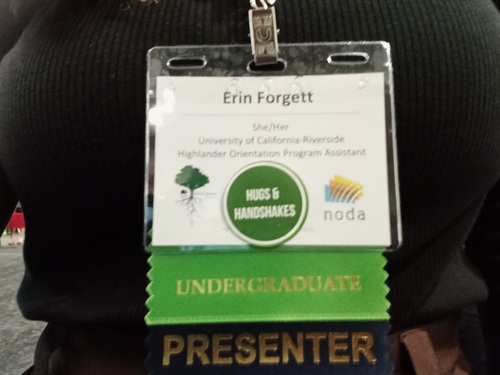 Erin Forgett
She/Her
University of California-Riverside
Highlander Orientation Program Assistant
HUGS &
HANDSHAKES
noda
UNDERGRADUATE
PRESENTER